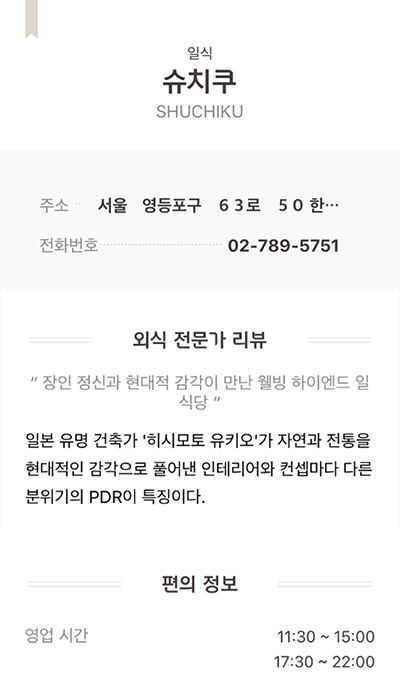 일식
슈치쿠
SHUCHIKU
주소 서울 영등포구 ６３로 ５０ 한…
전화번호 02-789-5751
외식 전문가 리뷰
“ 장인 정신과 현대적 감각이 만난 웰빙 하이엔드 일
식당 ”
일본 유명 건축가 '히시모토 유키오'가 자연과 전통을
현대적인 감각으로 풀어낸 인테리어와 컨셉마다 다른
분위기의 PDR이 특징이다.
편의 정보
영업 시간 11:30 ~ 15:00
17:30 ~ 22:00